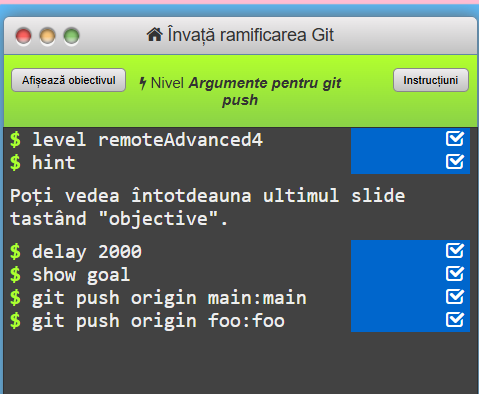 Învață ramificarea Git
Afișează obiectivul
Nivel Argumente pentru git
push
Instrucțiuni
$ level remoteAdvanced4
$ hint
Poți vedea întotdeauna ultimul slide
tastând "objective".
$ delay 2000
$ show goal
$ git push origin main:main
$ git push origin foo:foo